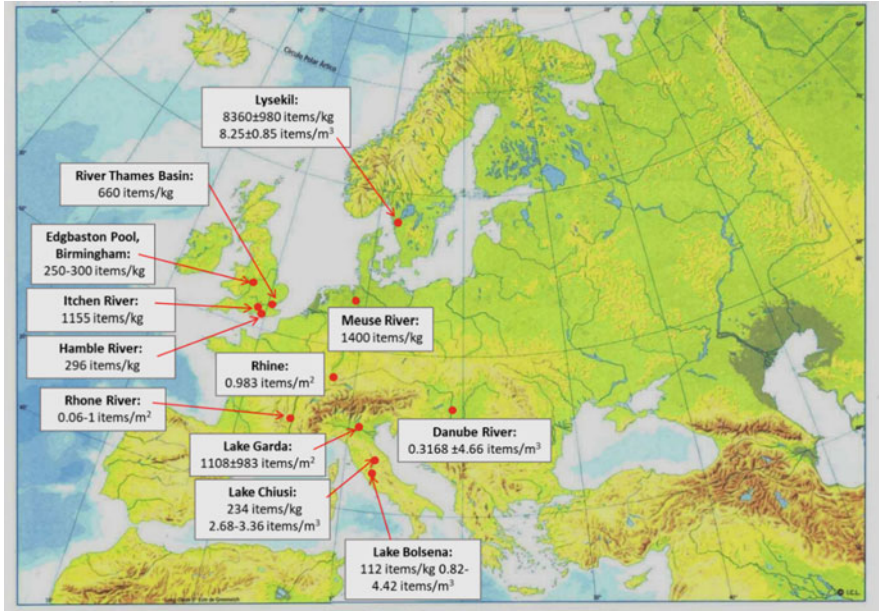 Círculo Polar Ártico
Lysekil:
8360±980 items/kg
8.25±0.85 items/m³
River Thames Basin:
660 items/kg
Edgbaston Pool,
Birmingham:
250-300 items/kg
Itchen River:
1155 items/kg
Hamble River:
296 items/kg
Meuse River:
1400 items/kg
Rhine:
0.983 items/m²
Rhone River:
0.06-1 items/m²
Danube River:
0.3168 ±4.66 items/m³
Lake Garda:
1108±983 items/m²
Lake Chiusi:
234 items/kg
2.68-3.36 items/m³
Lake Bolsena:
112 items/kg 0.82-
4.42 items/m³
© I.C.L.